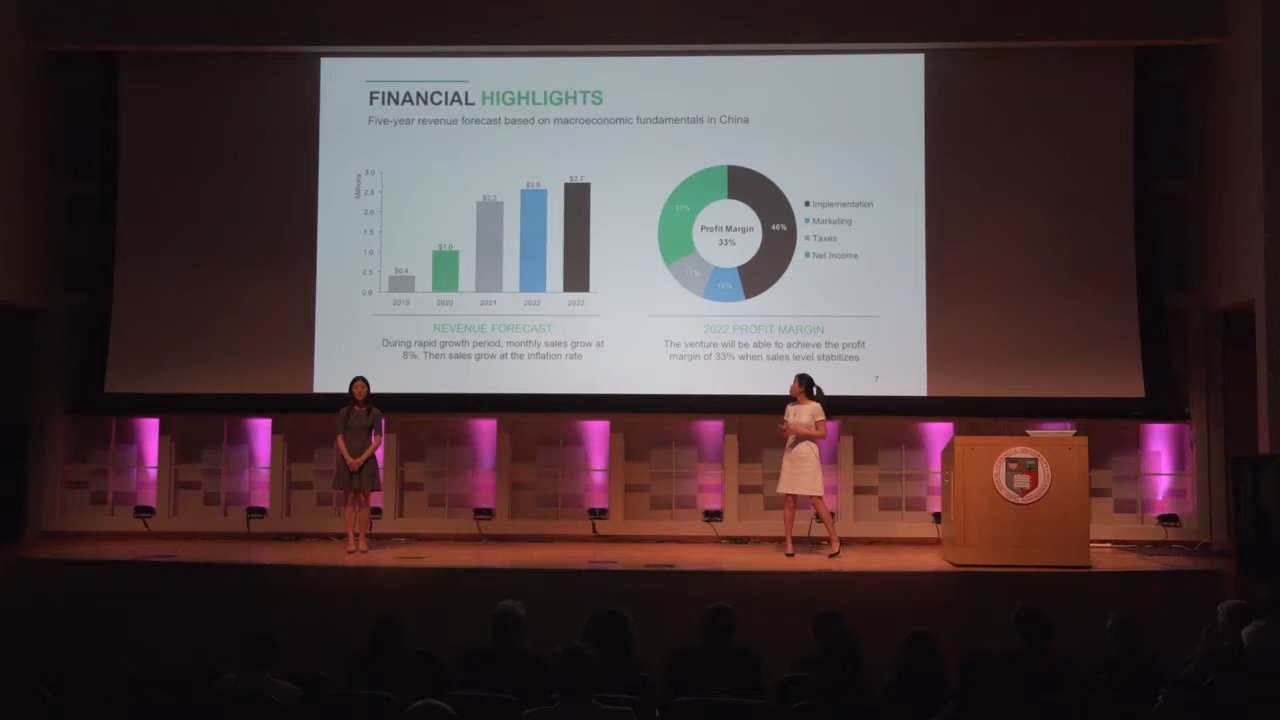 FINANCIAL HIGHLIGHTS
Five-year revenue forecast based on macroeconomic fundamentals in China
Millions
3.0
2.5
2.0
1.5
1.0
0.5
0.0
$0.4
$1.0
$2.3
$2.6
$2.7
2019
2020
2021
2022
2023
REVENUE FORECAST
During rapid growth period, monthly sales grow at
8%. Then sales grow at the inflation rate
33%
46%
11%
10%
Profit Margin
33%
Implementation
Marketing
Taxes
Net Income
2022 PROFIT MARGIN
The venture will be able to achieve the profit
margin of 33% when sales level stabilizes
7